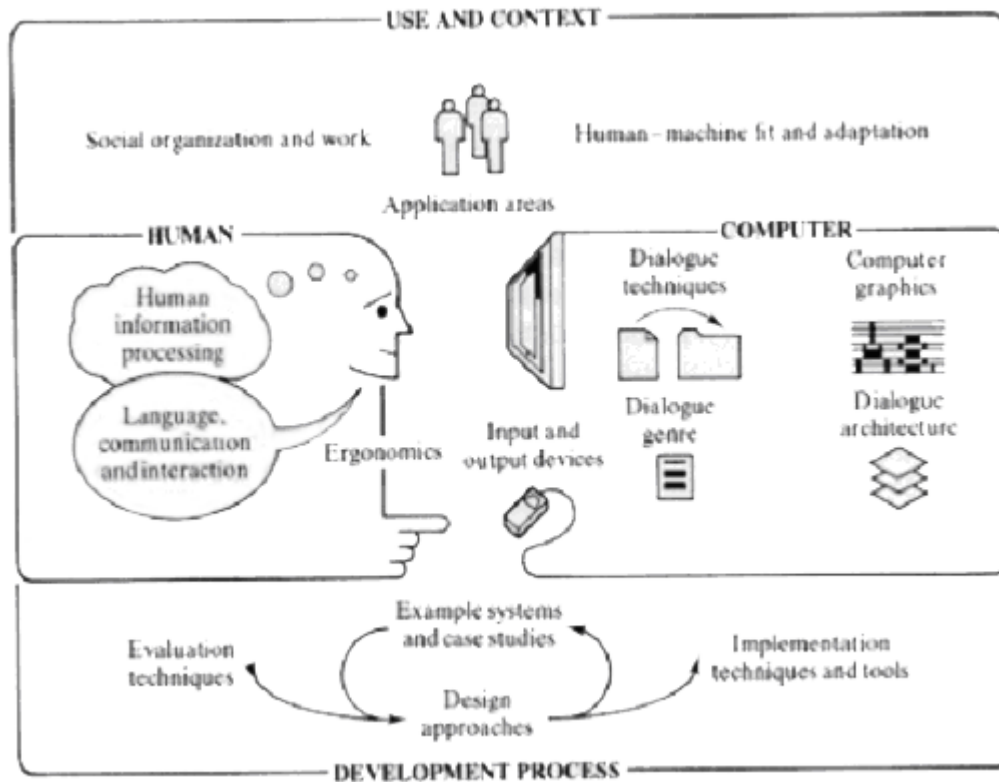 USE AND CONTEXT
Social organization and work
Human-machine fit and adaptation
Application areas
HUMAN
COMPUTER
Human
information
processing
Language,
communication
and interaction
Ergonomics
Input and
output devices
Dialogue
techniques
Computer
graphics
Dialogue
genre
Dialogue
architecture
Example systems
and case studies
Evaluation
techniques
Implementation
techniques and tools
Design
approaches
DEVELOPMENT PROCESS